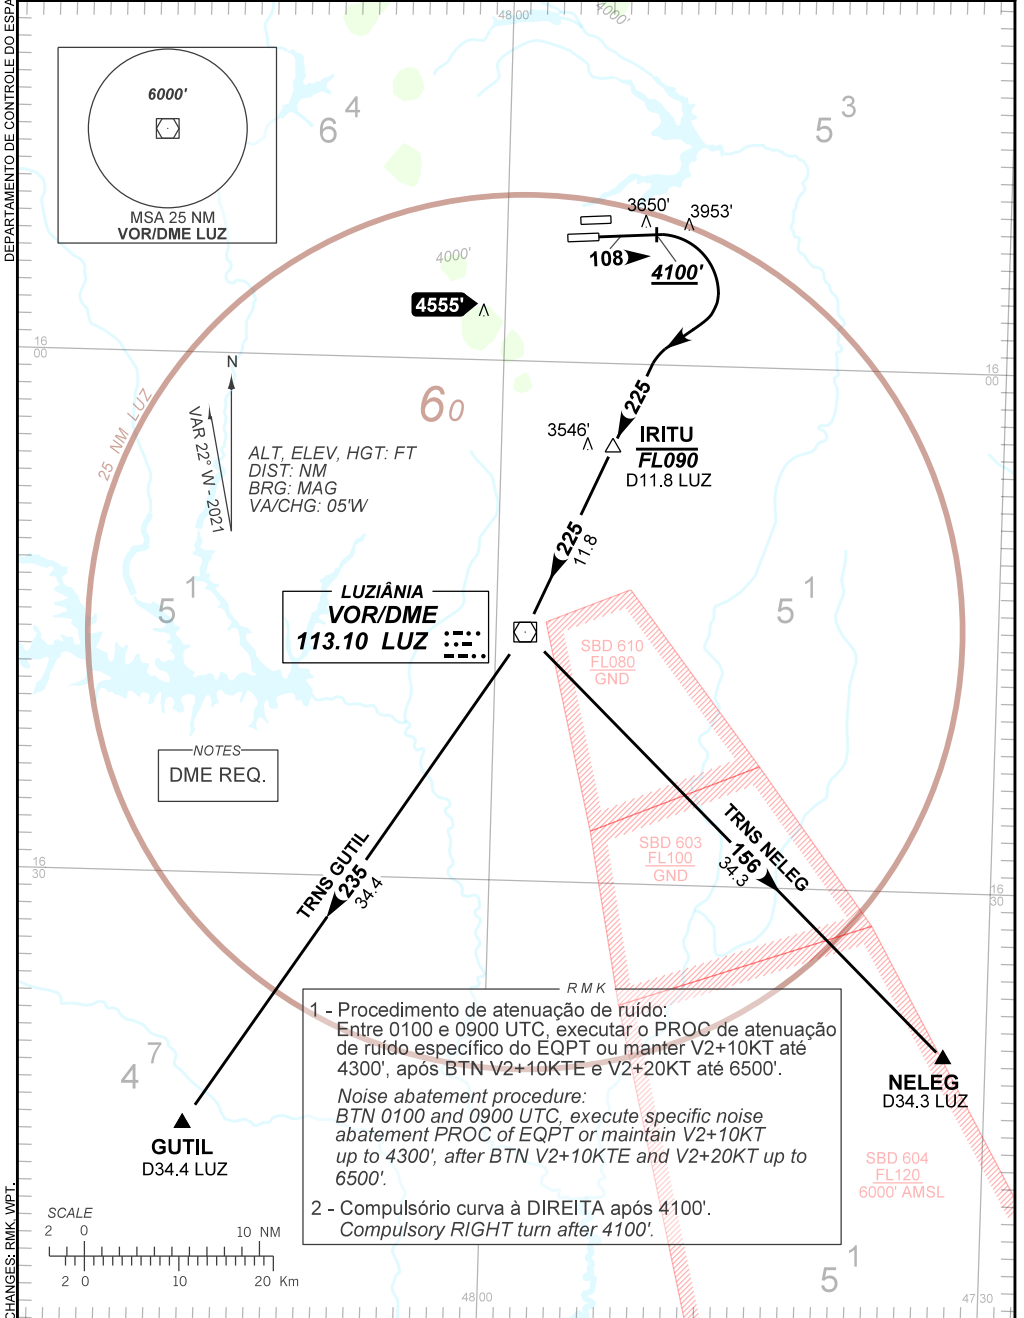 DEPARTAMENTO DE CONTROLE DO ESPA
48 00'
4000'
6000'
MSA 25 NM
VOR/DME LUZ
6 4
5 3
3650'
3953'
108
4100'
4000'
4555'
16
00
16
00
N
VAR 22° W - 2021
25 NM LUZ
60
225
ALT, ELEV, HGT: FT
DIST: NM
BRG: MAG
VA/CHG: 05'W
3546'
IRITU
FL090
D11.8 LUZ
225
11.8
5 1
5 1
LUZIÂNIA
VOR/DME
113.10 LUZ
SBD 610
FL080
GND
NOTES
DME REQ.
TRNS GUTIL
235
34.4
TRNS NELEG
156
34.3
SBD 603
FL100
GND
16
30
16
30
RMK
1 - Procedimento de atenuação de ruído:
Entre 0100 e 0900 UTC, executar o PROC de atenuação
de ruído específico do EQPT ou manter V2+10KT até
4300', após BTN V2+10KTE e V2+20KT até 6500'.
Noise abatement procedure:
BTN 0100 and 0900 UTC, execute specific noise
abatement PROC of EQPT or maintain V2+10KT
up to 4300', after BTN V2+10KTE and V2+20KT up to
6500'.
2 - Compulsório curva à DIREITA após 4100'.
Compulsory RIGHT turn after 4100'.
4 7
GUTIL
D34.4 LUZ
NELEG
D34.3 LUZ
SBD 604
FL120
6000' AMSL
SCALE
2 0 10 NM
2 0 10 20 Km
5 1
48 00
47 30
CHANGES: RMK, WPT.